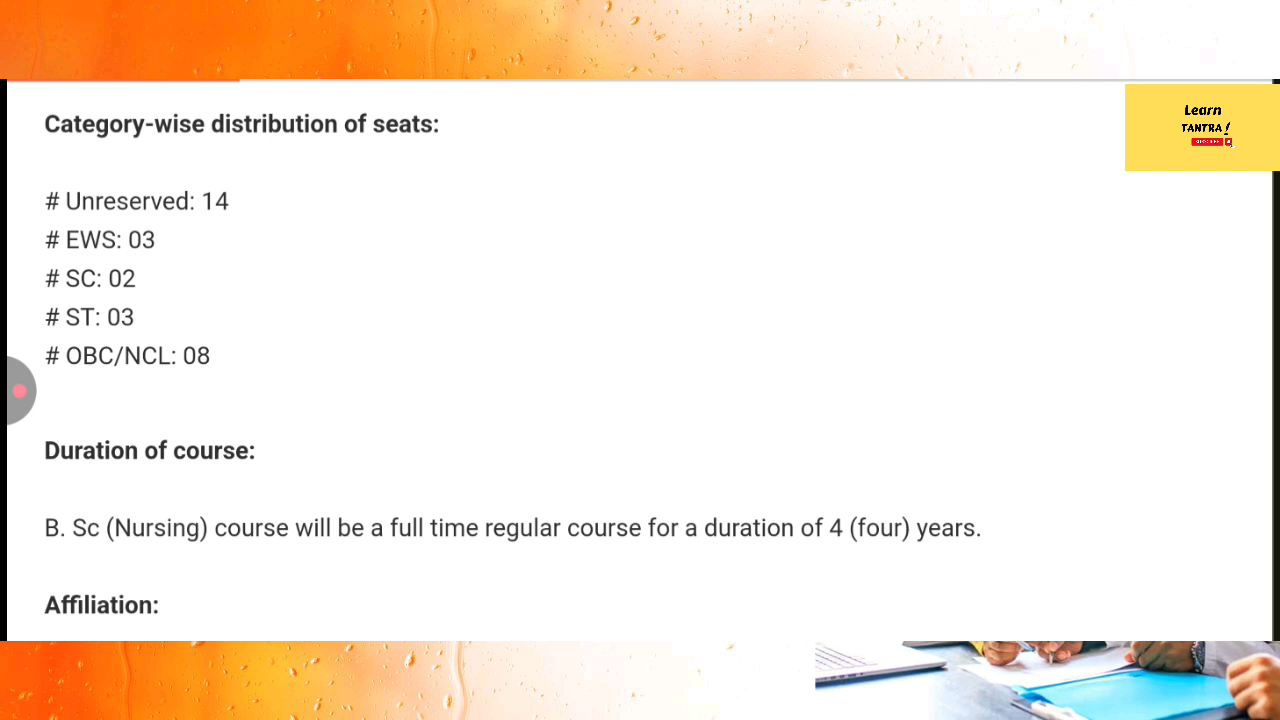 Category-wise distribution of seats:
Learn
TANTRA !
SUBSCRIBE
# Unreserved: 14
# EWS: 03
# SC: 02
# ST: 03
# OBC/NCL: 08
Duration of course:
B. Sc (Nursing) course will be a full time regular course for a duration of 4 (four) years.
Affiliation: